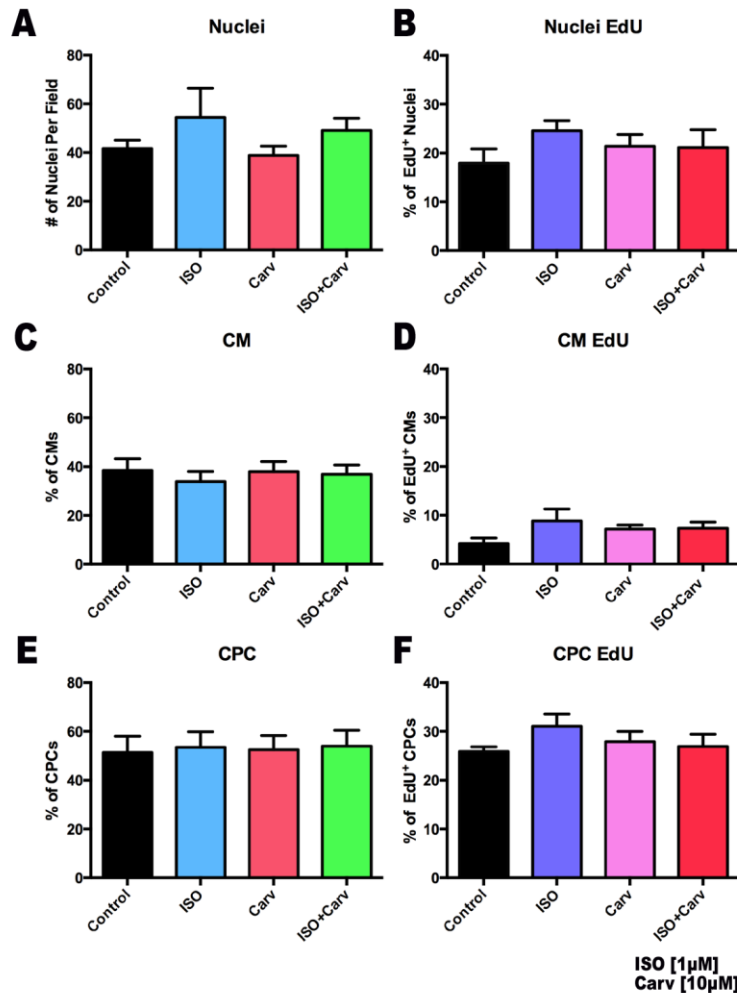 A
Nuclei
# of Nuclei Per Field
80
60
40
20
0
Control
ISO
Carv
ISO+Carv
B
Nuclei EdU
% of EdU⁺ Nuclei
40
30
20
10
0
Control
ISO
Carv
ISO+Carv
C
CM
% of CMs
80
60
40
20
0
Control
ISO
Carv
ISO+Carv
D
CM EdU
% of EdU⁺ CMs
40
30
20
10
0
Control
ISO
Carv
ISO+Carv
E
CPC
% of CPCs
80
60
40
20
0
Control
ISO
Carv
ISO+Carv
F
CPC EdU
% of EdU⁺ CPCs
40
30
20
10
0
Control
ISO
Carv
ISO+Carv
ISO [1µM]
Carv [10µM]